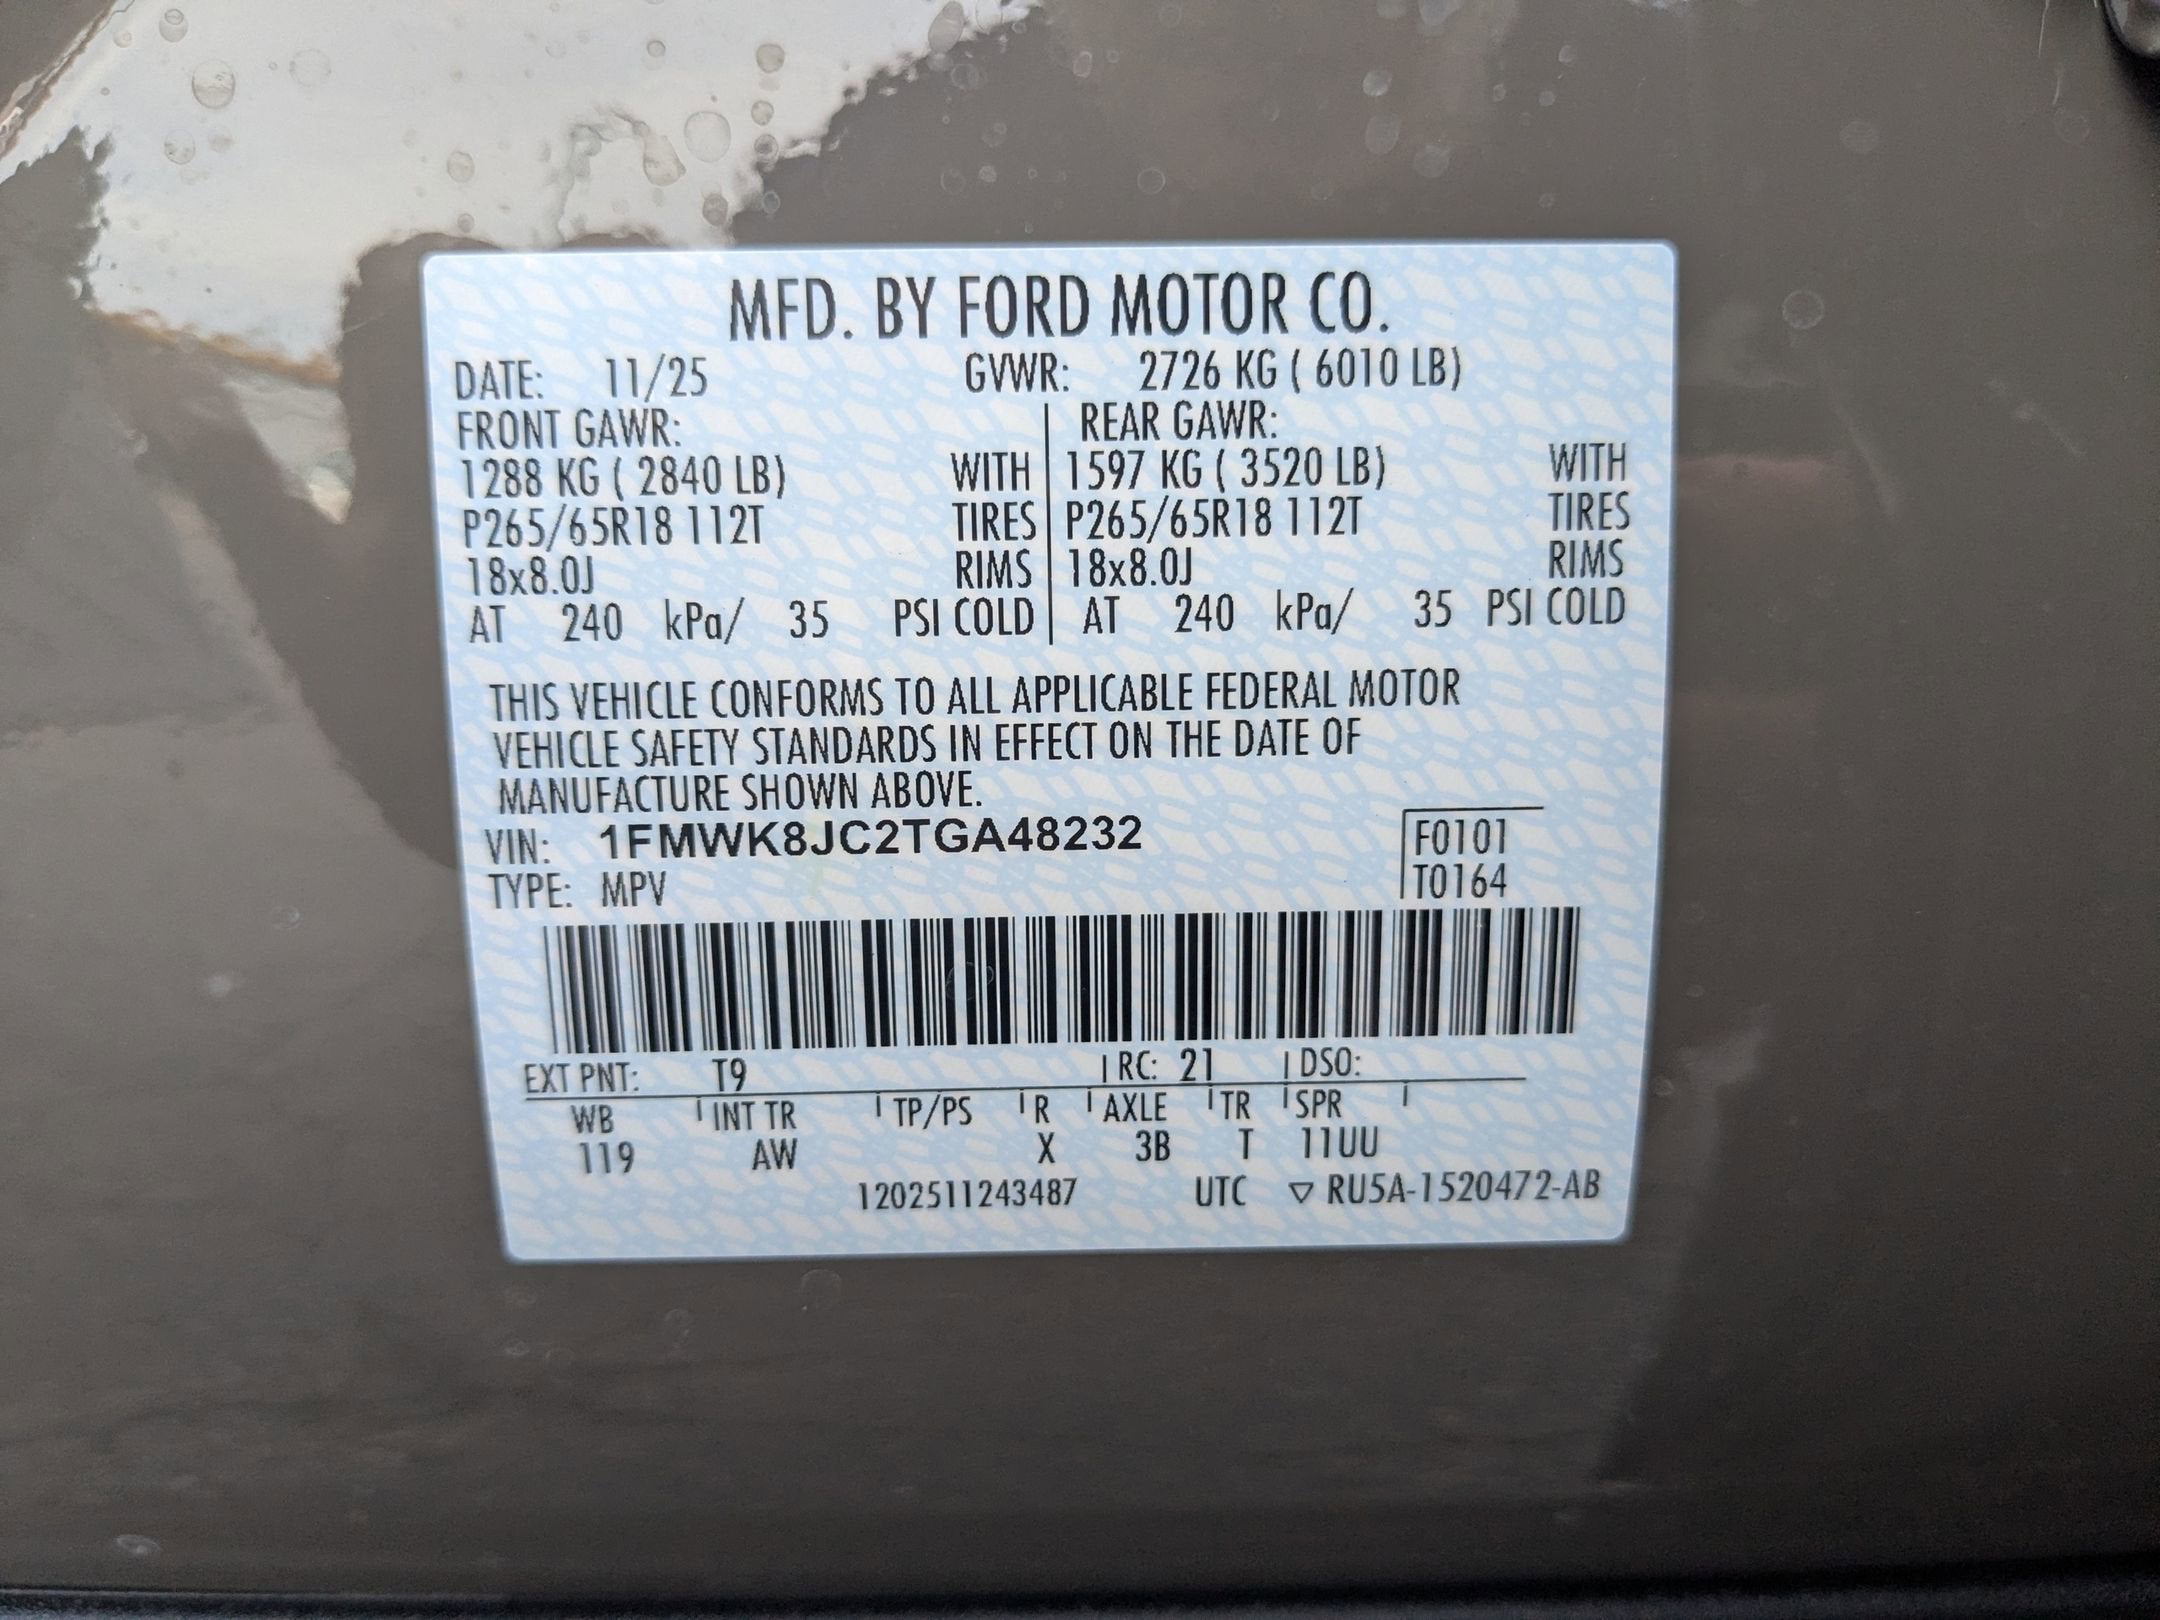 MFD. BY FORD MOTOR CO.
DATE: 11/25 GVWR: 2726 KG ( 6010 LB)
FRONT GAWR: REAR GAWR:
1288 KG ( 2840 LB) WITH 1597 KG ( 3520 LB) WITH
P265/65R18 112T TIRES P265/65R18 112T TIRES
18x8.0J RIMS 18x8.0J RIMS
AT 240 kPa/ 35 PSI COLD AT 240 kPa/ 35 PSI COLD
THIS VEHICLE CONFORMS TO ALL APPLICABLE FEDERAL MOTOR
VEHICLE SAFETY STANDARDS IN EFFECT ON THE DATE OF
MANUFACTURE SHOWN ABOVE.
VIN: 1FMWK8JC2TGA48232 F0101
TYPE: MPV T0164
EXT PNT: T9 RC: 21 DSO:
WB INT TR TP/PS R AXLE TR SPR
119 AW X 3B T 11UU
1202511243487 UTC ▽ RU5A-1520472-AB